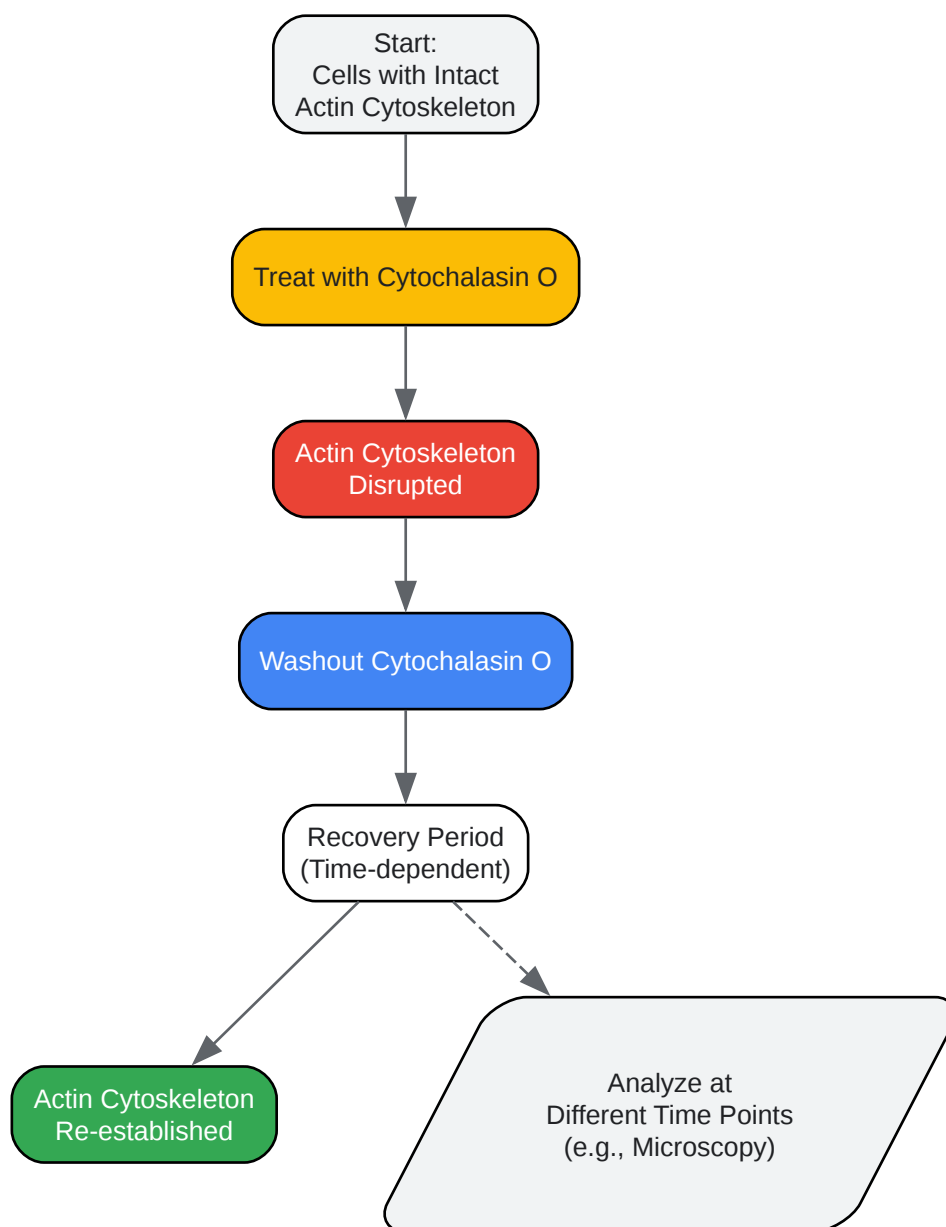 Start:
Cells with Intact
Actin Cytoskeleton
Treat with Cytochalasin O
Actin Cytoskeleton
Disrupted
Washout Cytochalasin O
Recovery Period
(Time-dependent)
Actin Cytoskeleton
Re-established
Analyze at
Different Time Points
(e.g., Microscopy)